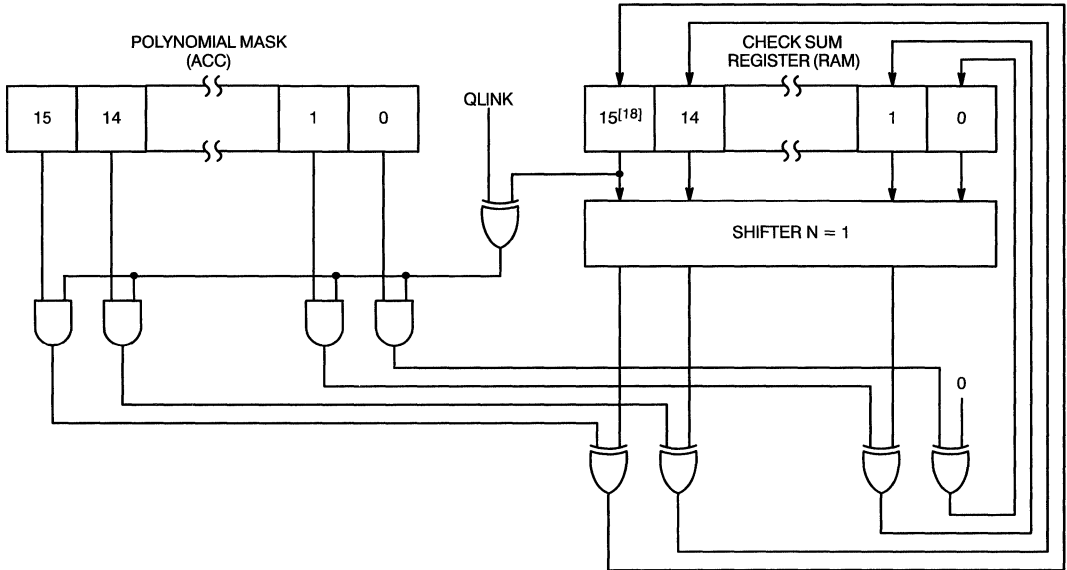 POLYNOMIAL MASK
(ACC)
CHECK SUM
REGISTER (RAM)
QLINK
15 14 1 0
15[18] 14 1 0
SHIFTER N = 1
0